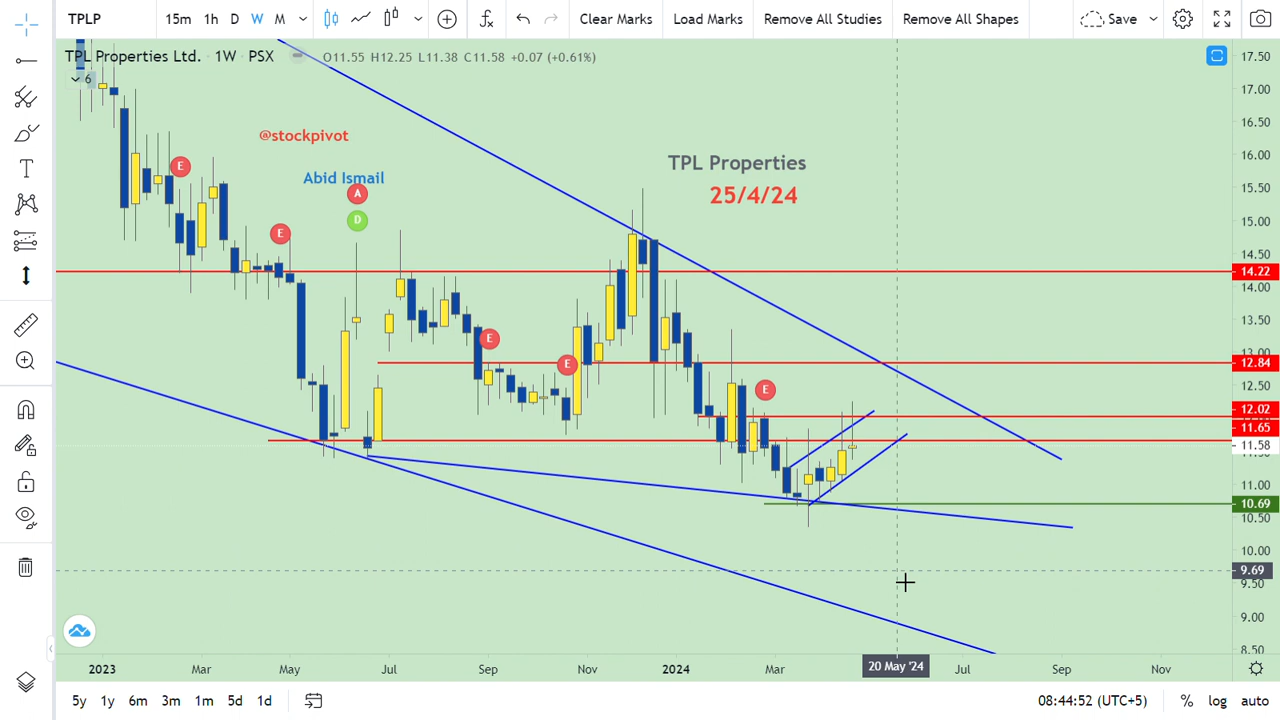 TPLP 15m 1h D W M Clear Marks Load Marks Remove All Studies Remove All Shapes Save
TPL Properties Ltd. · 1W · PSX O11.55 H12.25 L11.38 C11.58 +0.07 (+0.61%)
6
@stockpivot
Abid Ismail
TPL Properties
25/4/24
E
E
A
D
E
E
E
17.50
17.00
16.50
16.00
15.50
15.00
14.50
14.22
14.00
13.50
13.00
12.84
12.50
12.02
11.65
11.58
11.00
10.69
10.50
10.00
9.69
9.50
9.00
8.50
2023 Mar May Jul Sep Nov 2024 Mar 20 May '24 Jul Sep Nov
5y 1y 6m 3m 1m 5d 1d 08:44:52 (UTC+5) % log auto